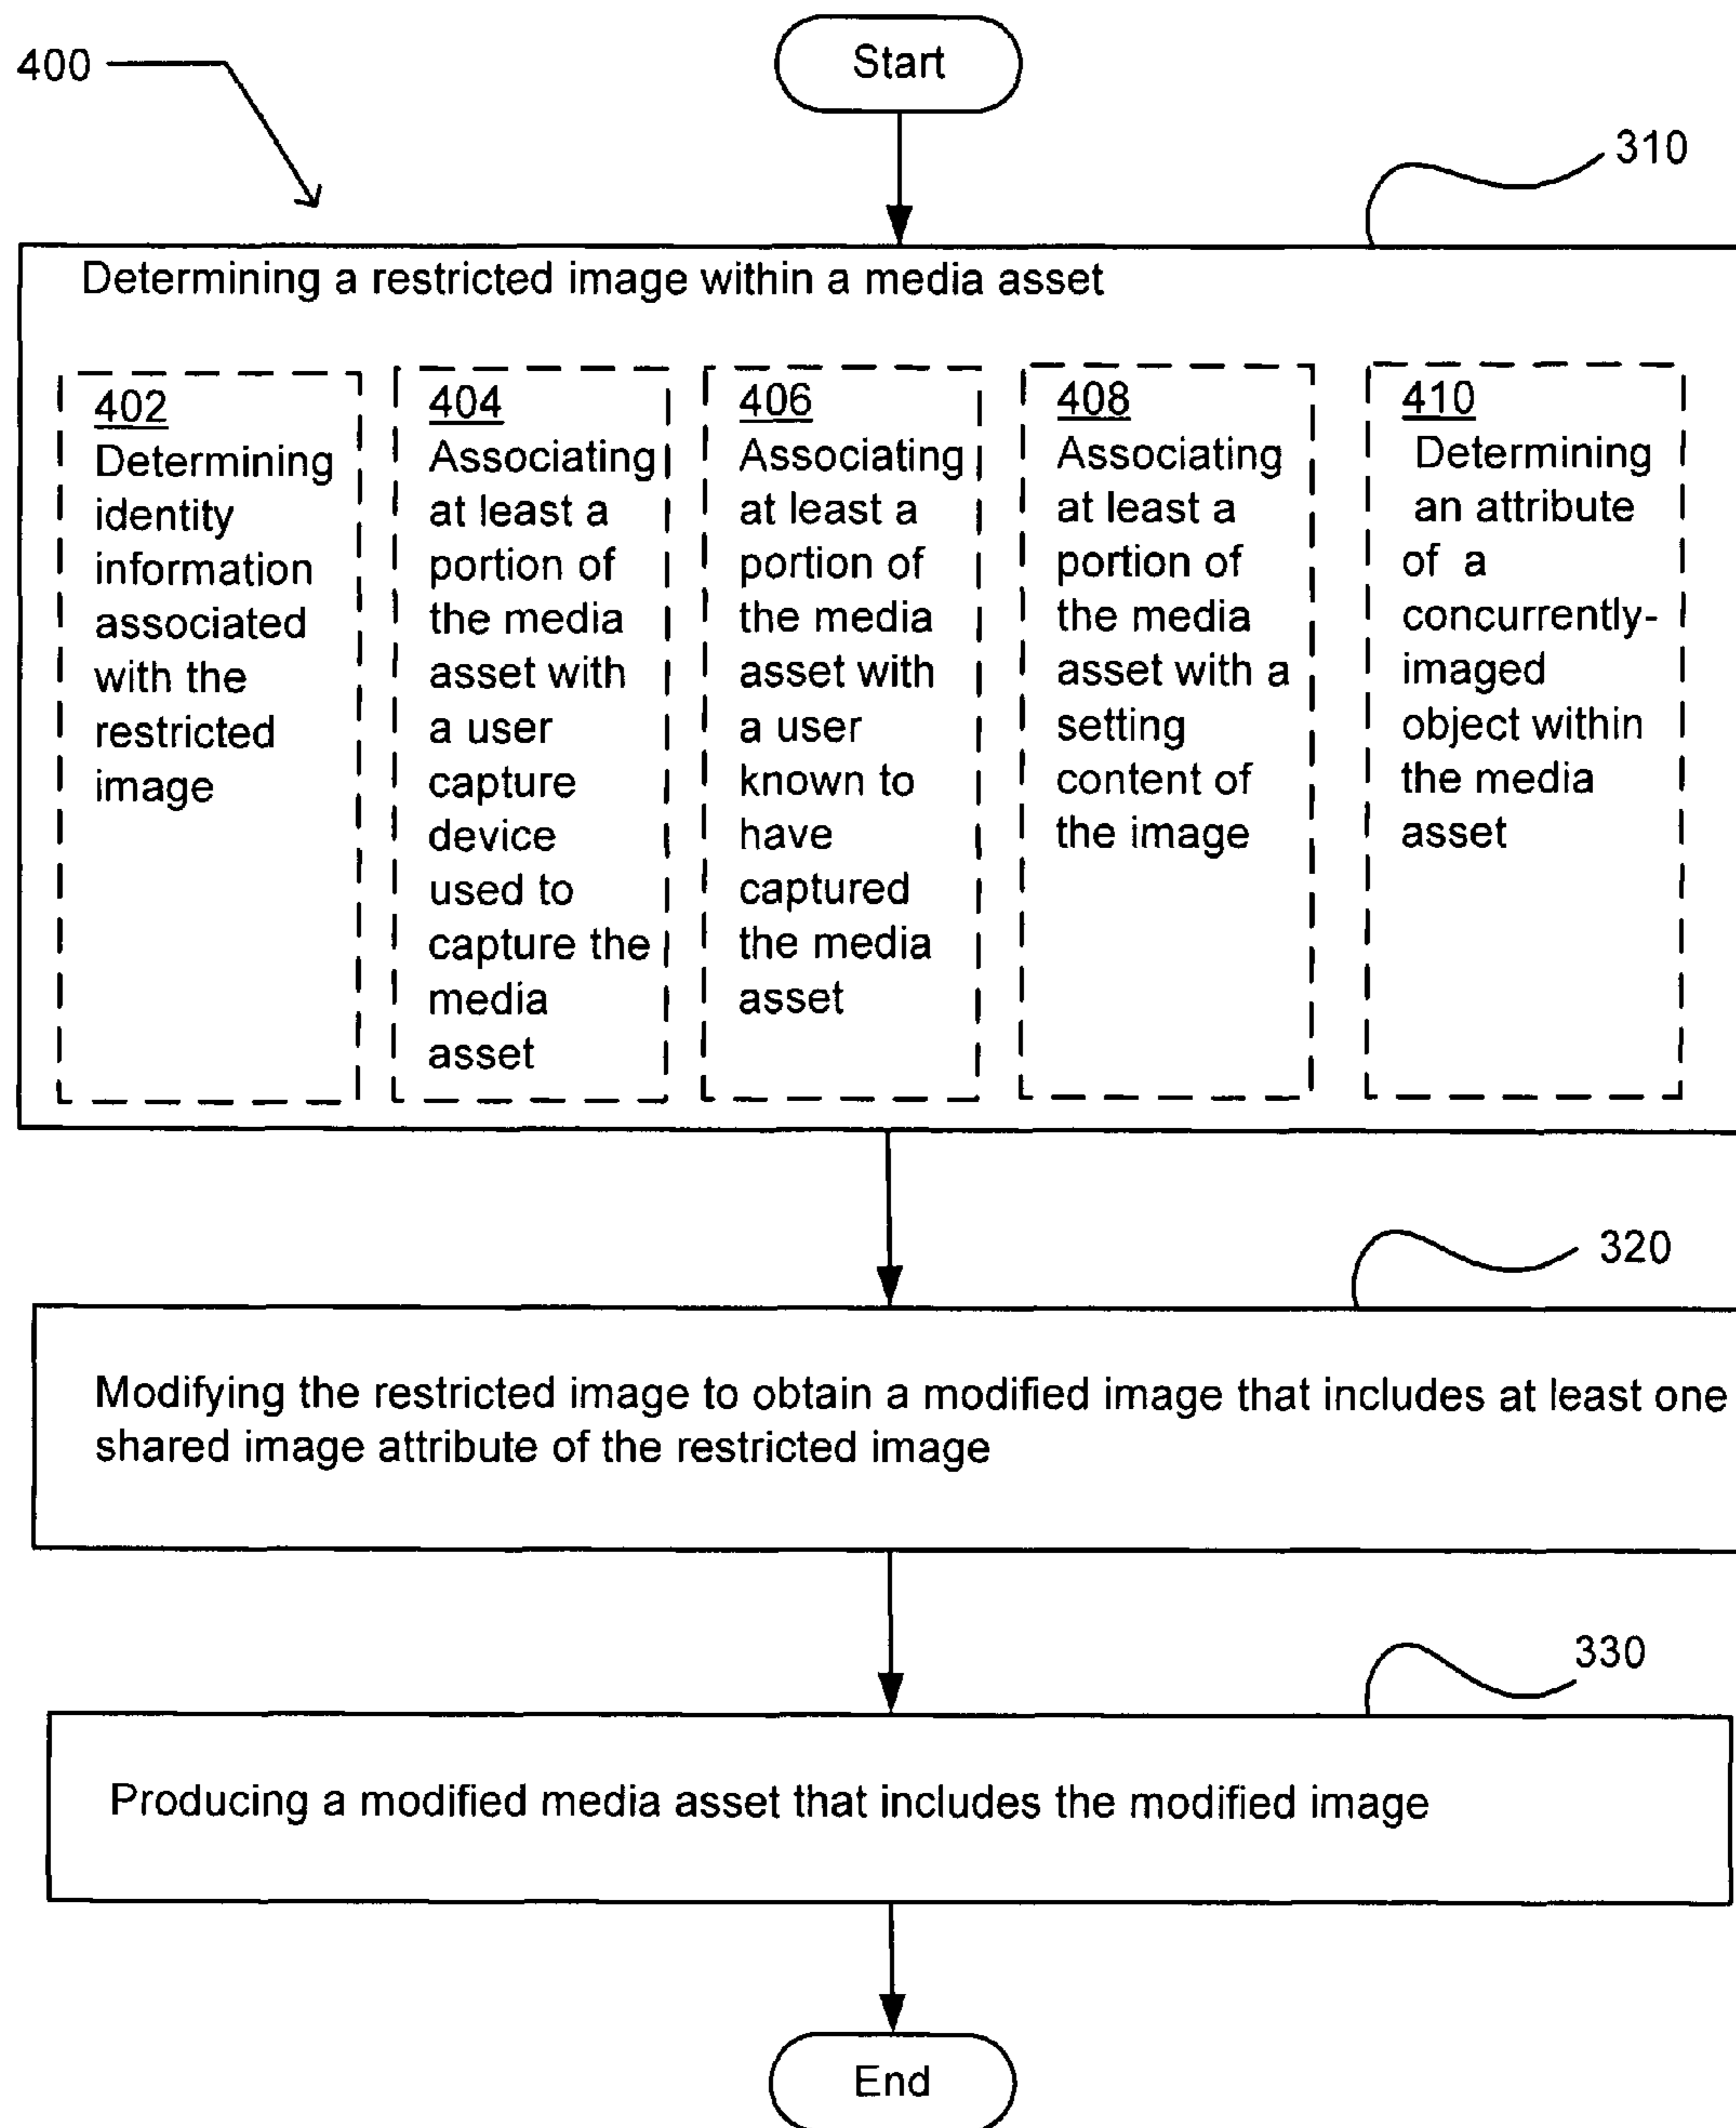 Start
400
310
Determining a restricted image within a media asset
402
Determining
identity
information
associated
with the
restricted
image
404
Associating
at least a
portion of
the media
asset with
a user
capture
device
used to
capture the
media
asset
406
Associating
at least a
portion of
the media
asset with
a user
known to
have
captured
the media
asset
408
Associating
at least a
portion of
the media
asset with a
setting
content of
the image
410
Determining
an attribute
of a
concurrently-
imaged
object within
the media
asset
320
Modifying the restricted image to obtain a modified image that includes at least one
shared image attribute of the restricted image
330
Producing a modified media asset that includes the modified image
End